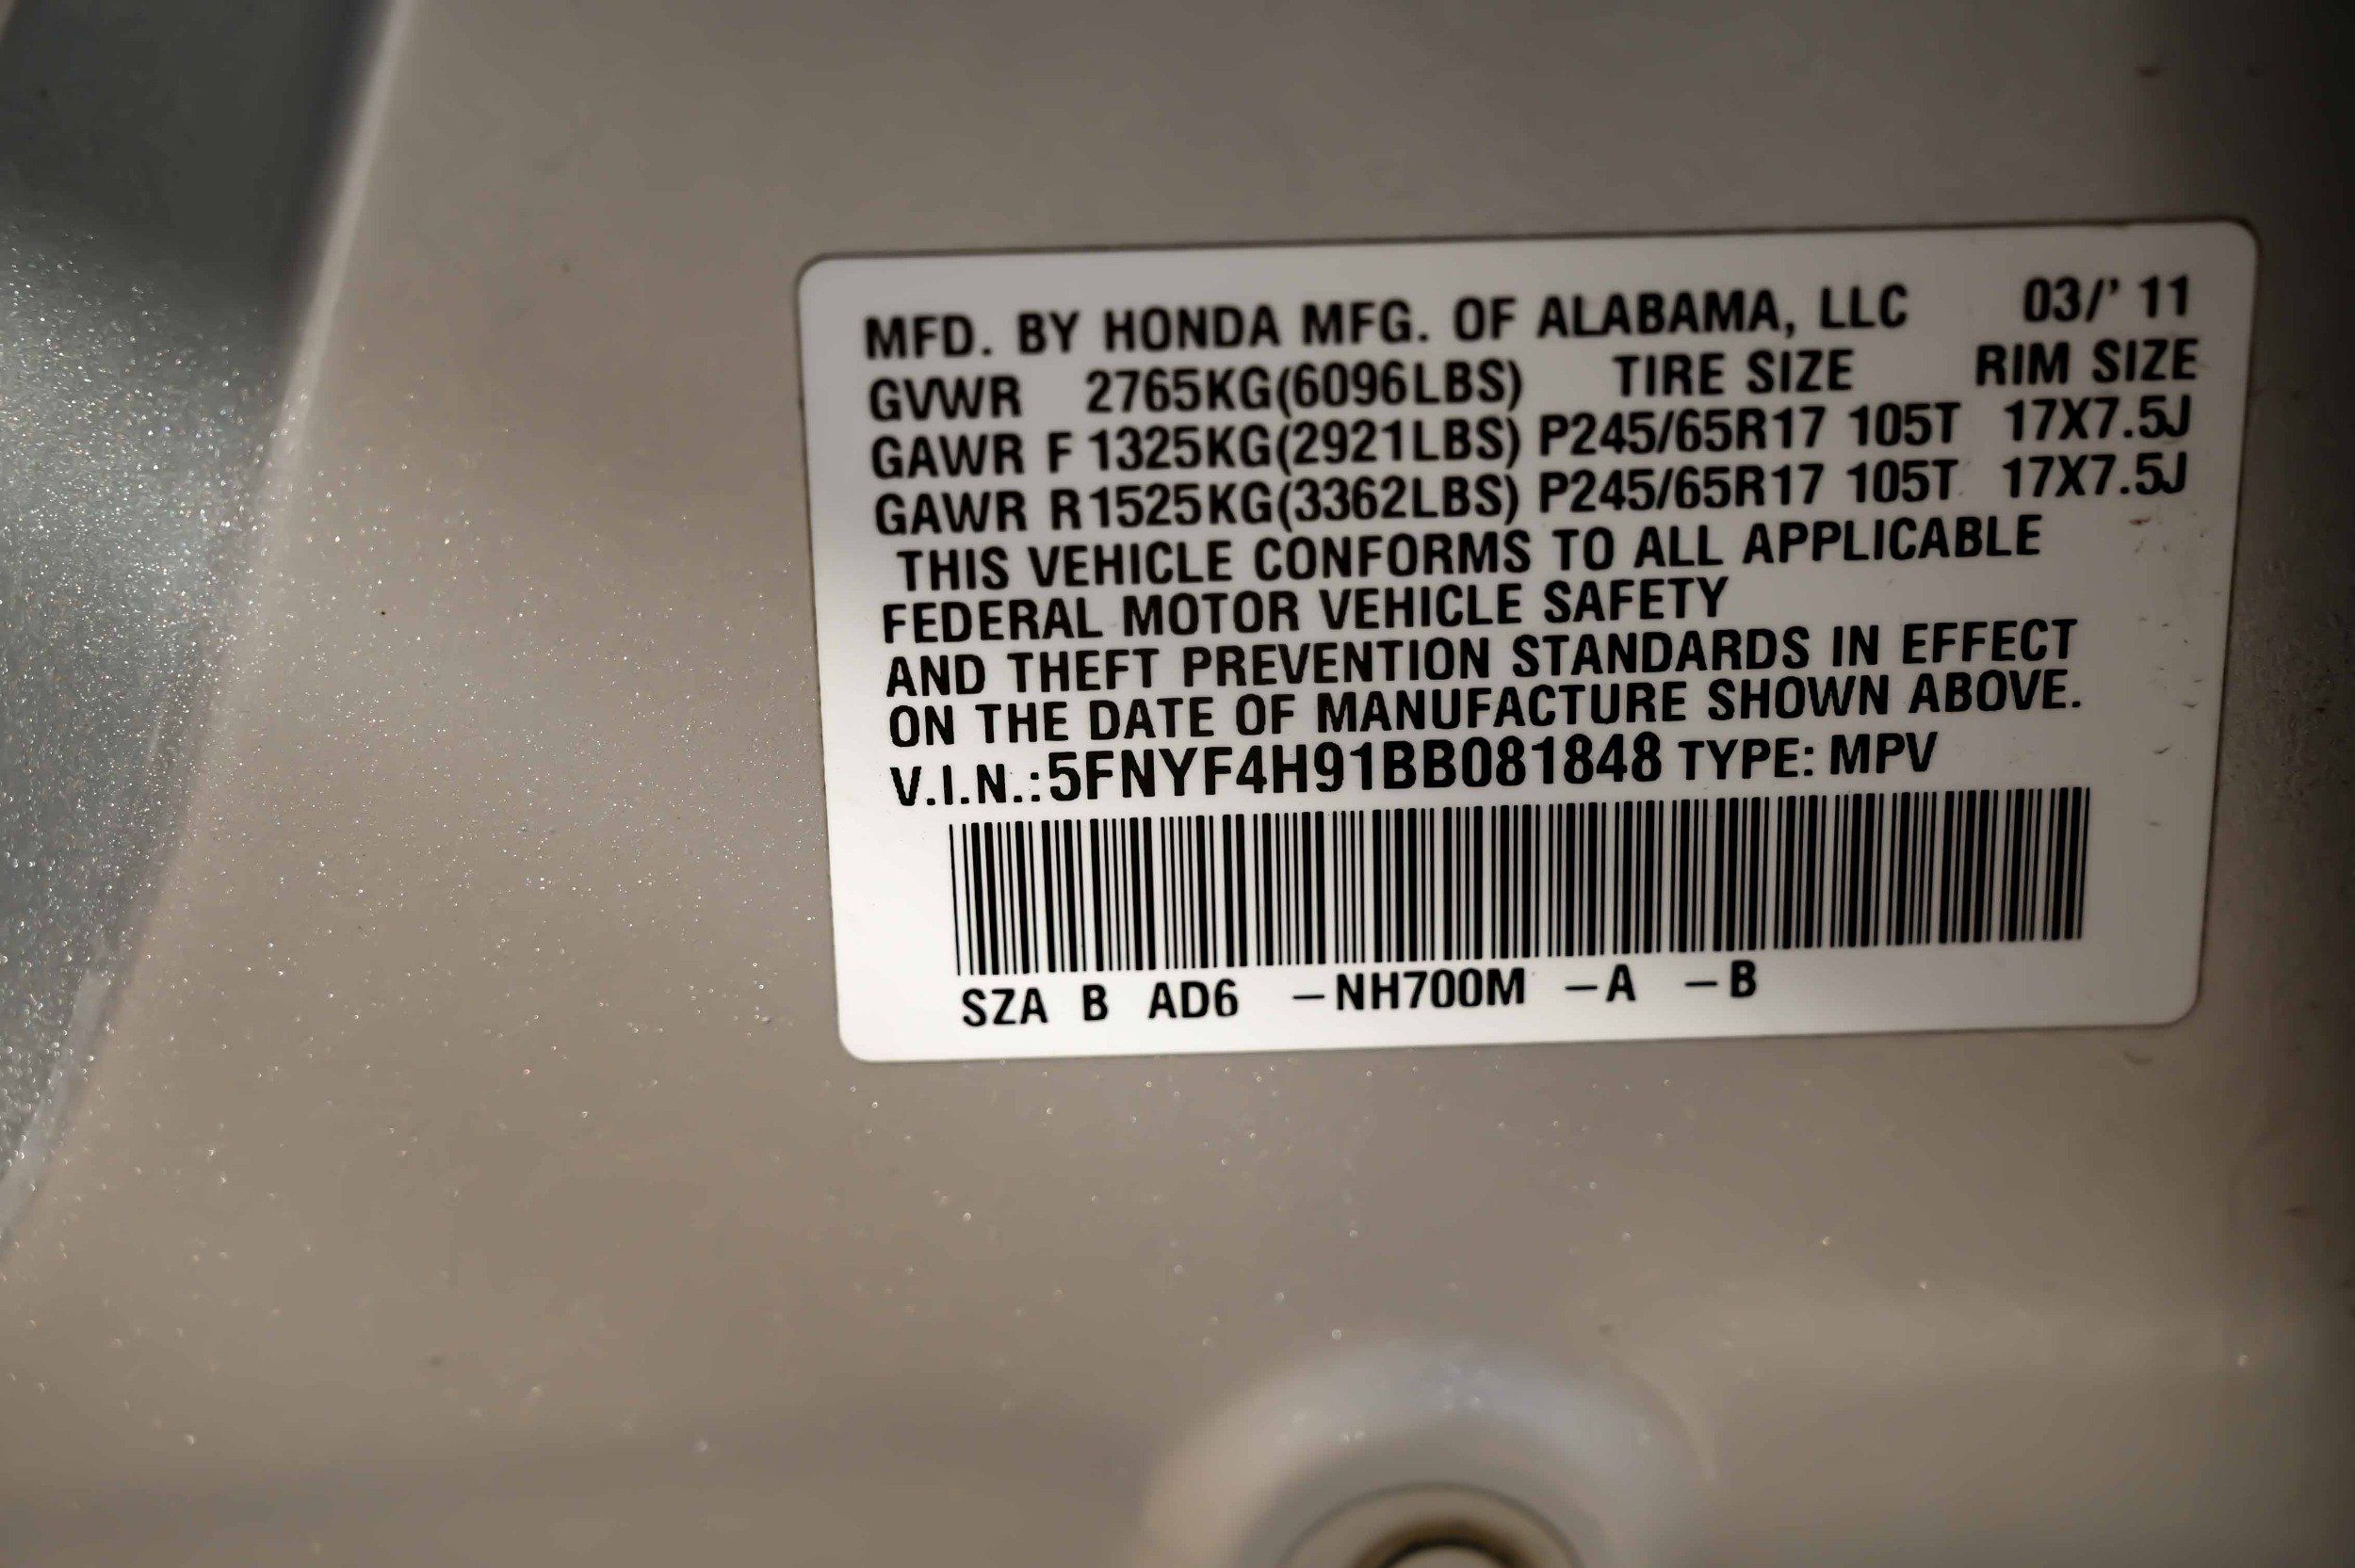 MFD. BY HONDA MFG. OF ALABAMA, LLC 03/' 11
GVWR 2765KG(6096LBS) TIRE SIZE RIM SIZE
GAWR F 1325KG(2921LBS) P245/65R17 105T 17X7.5J
GAWR R 1525KG(3362LBS) P245/65R17 105T 17X7.5J
THIS VEHICLE CONFORMS TO ALL APPLICABLE
FEDERAL MOTOR VEHICLE SAFETY
AND THEFT PREVENTION STANDARDS IN EFFECT
ON THE DATE OF MANUFACTURE SHOWN ABOVE.
V.I.N.:5FNYF4H91BB081848 TYPE: MPV
SZA B AD6 –NH700M –A –B